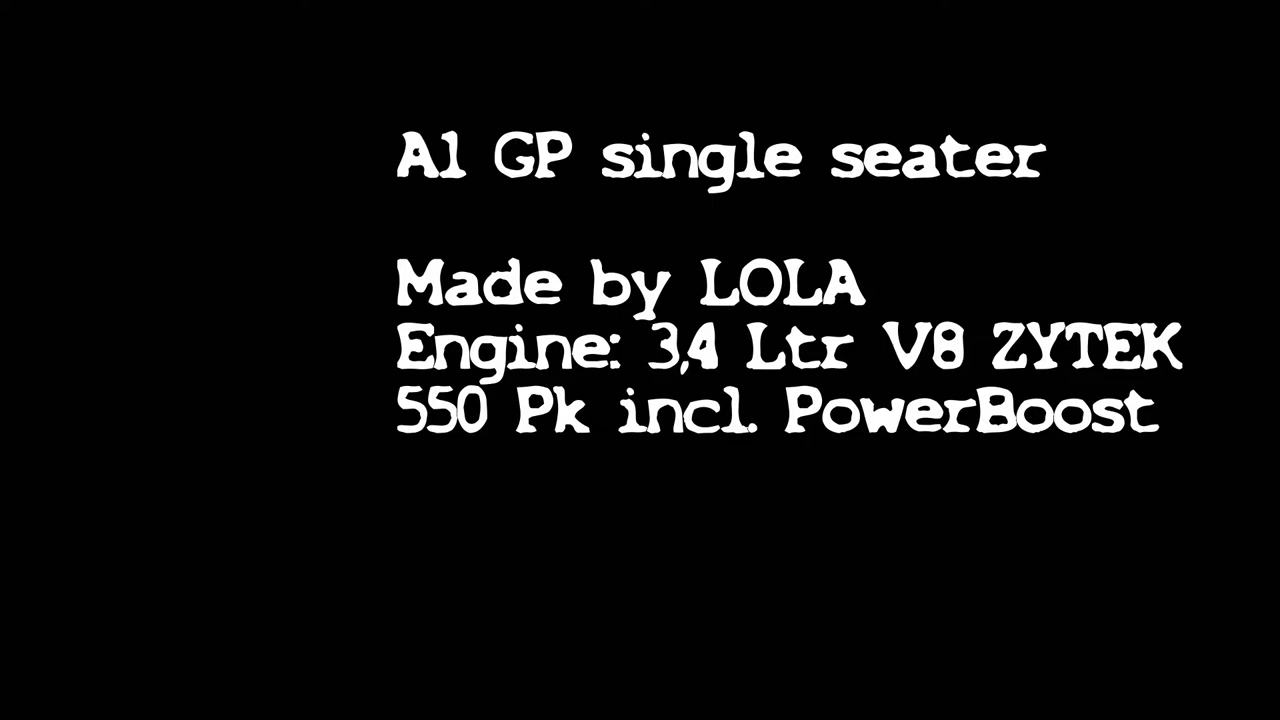 A1 GP single seater
Made by LOLA
Engine: 3,4 Ltr V8 ZYTEK
550 Pk incl. PowerBoost